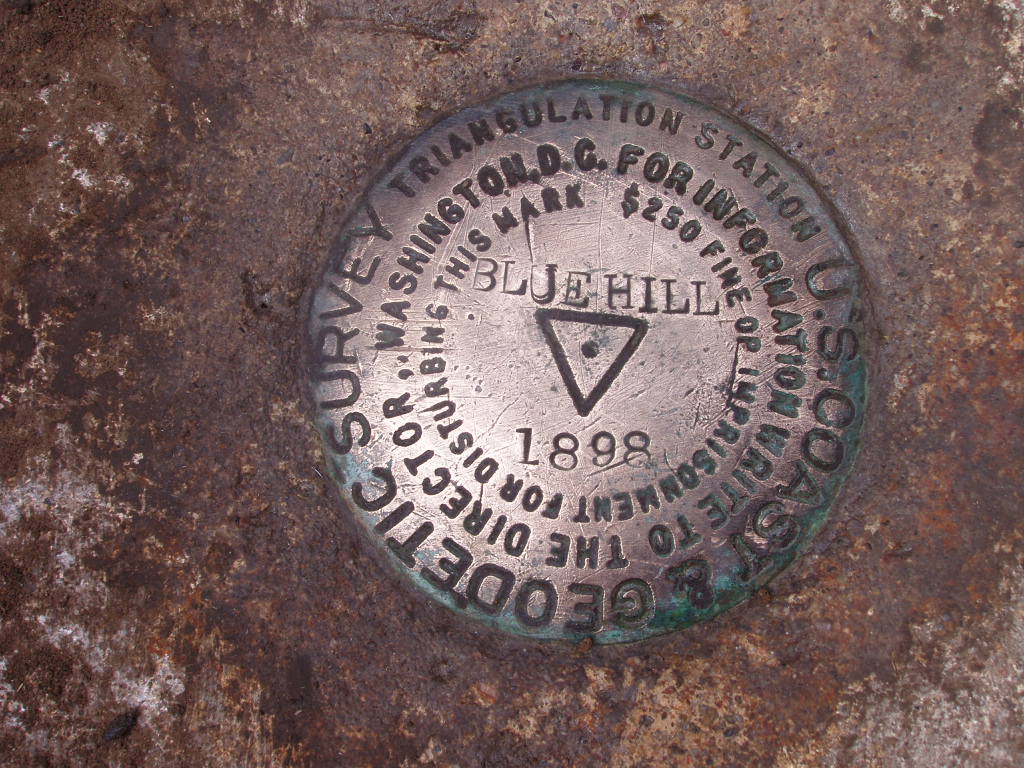 U.S. COAST & GEODETIC SURVEY
TRIANGULATION STATION
FOR INFORMATION WRITE TO THE DIRECTOR, WASHINGTON, D.C.
$250 FINE OR IMPRISONMENT FOR DISTURBING THIS MARK
BLUE HILL
1898